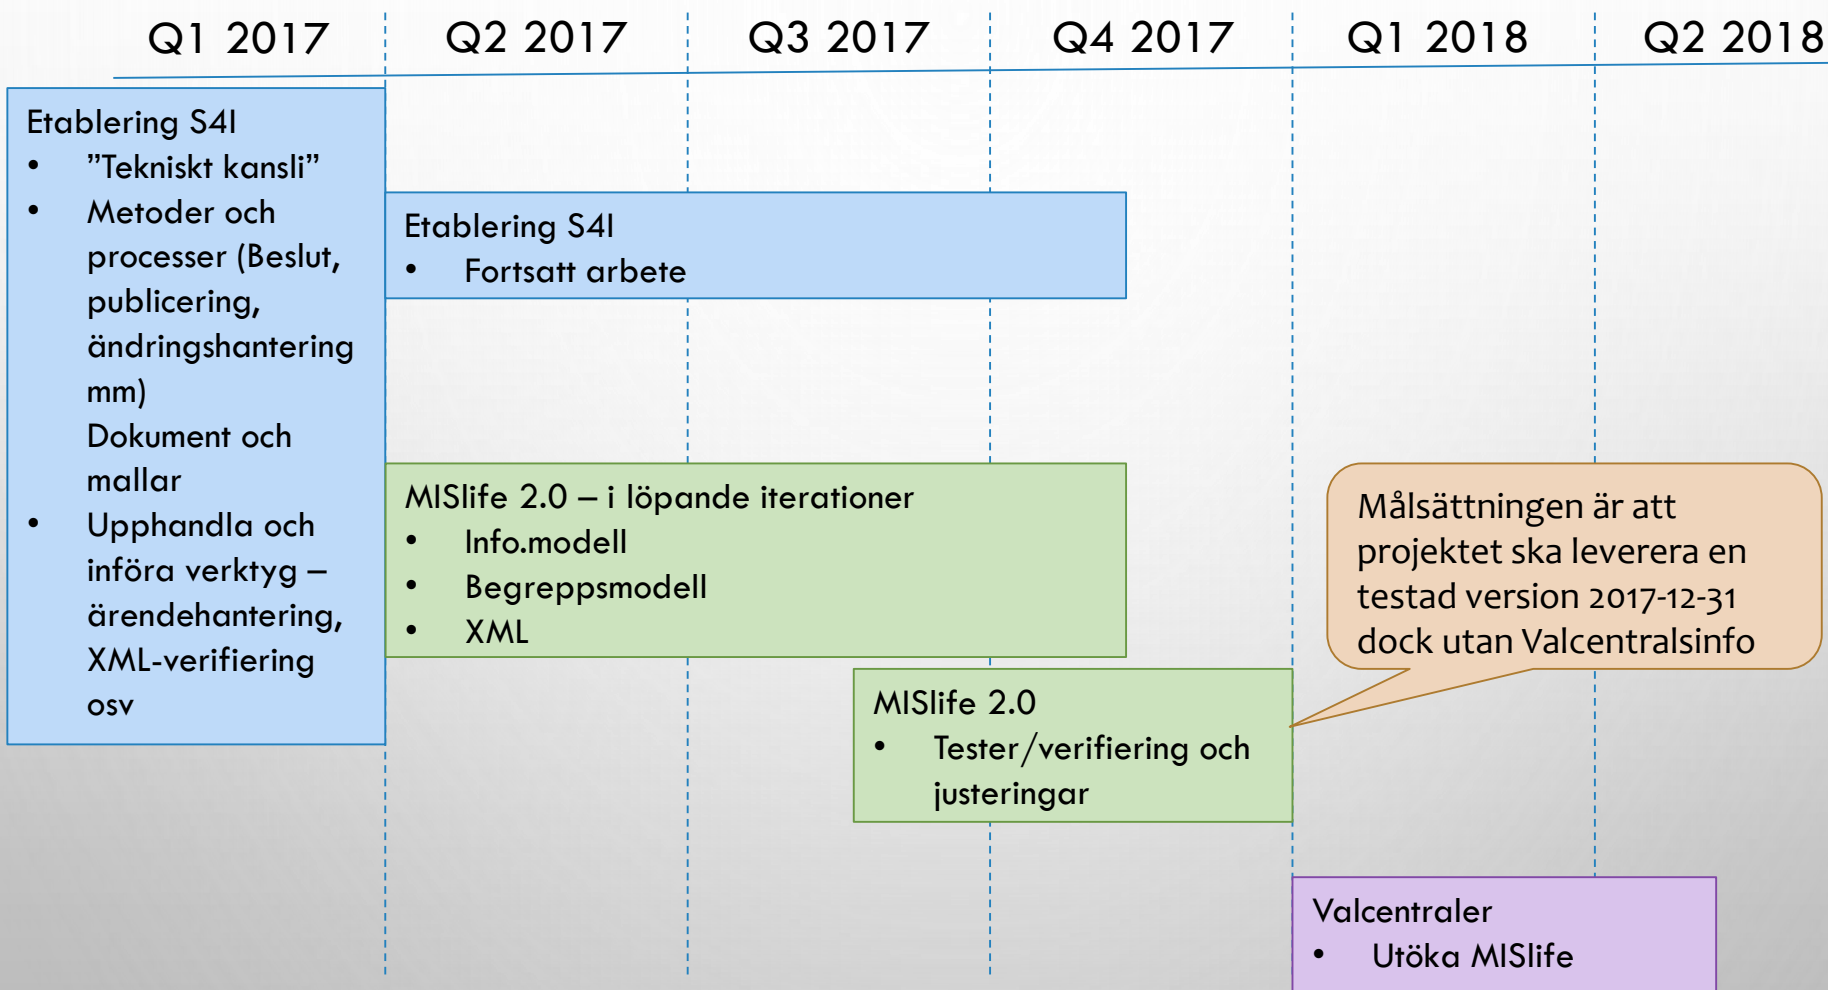 Q1 2017
Q2 2017
Q3 2017
Q4 2017
Q1 2018
Q2 2018
Etablering S4I
• ”Tekniskt kansli”
• Metoder och
processer (Beslut,
publicering,
ändringshantering
mm)
Dokument och
mallar
• Upphandla och
införa verktyg –
ärendehantering,
XML-verifiering
osv
Etablering S4I
• Fortsatt arbete
MISlife 2.0 – i löpande iterationer
• Info.modell
• Begreppsmodell
• XML
Målsättningen är att
projektet ska leverera en
testad version 2017-12-31
dock utan Valcentralsinfo
MISlife 2.0
• Tester/verifiering och
justeringar
Valcentraler
• Utöka MISlife